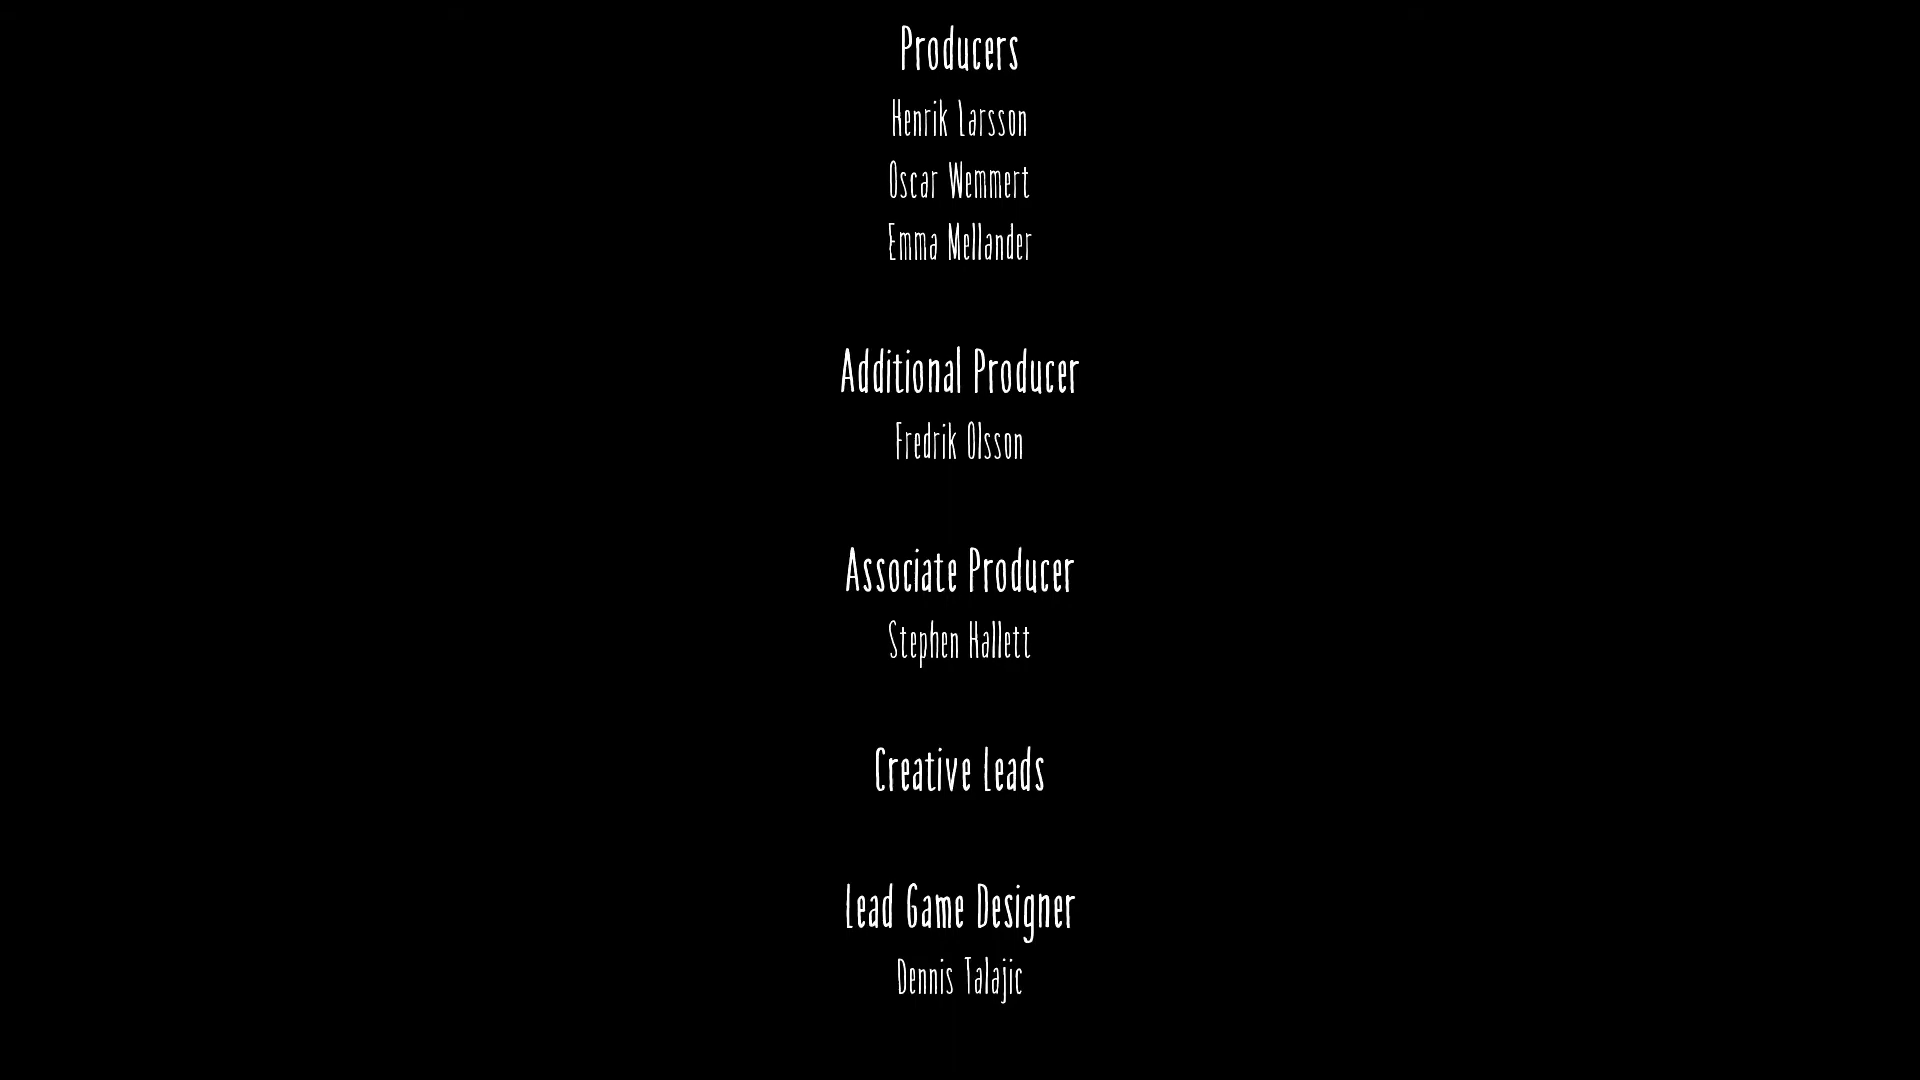 Producers
Henrik Larsson
Oscar Wemmert
Emma Mellander
Additional Producer
Fredrik Olsson
Associate Producer
Stephen Hallett
Creative Leads
Lead Game Designer
Dennis Talajic